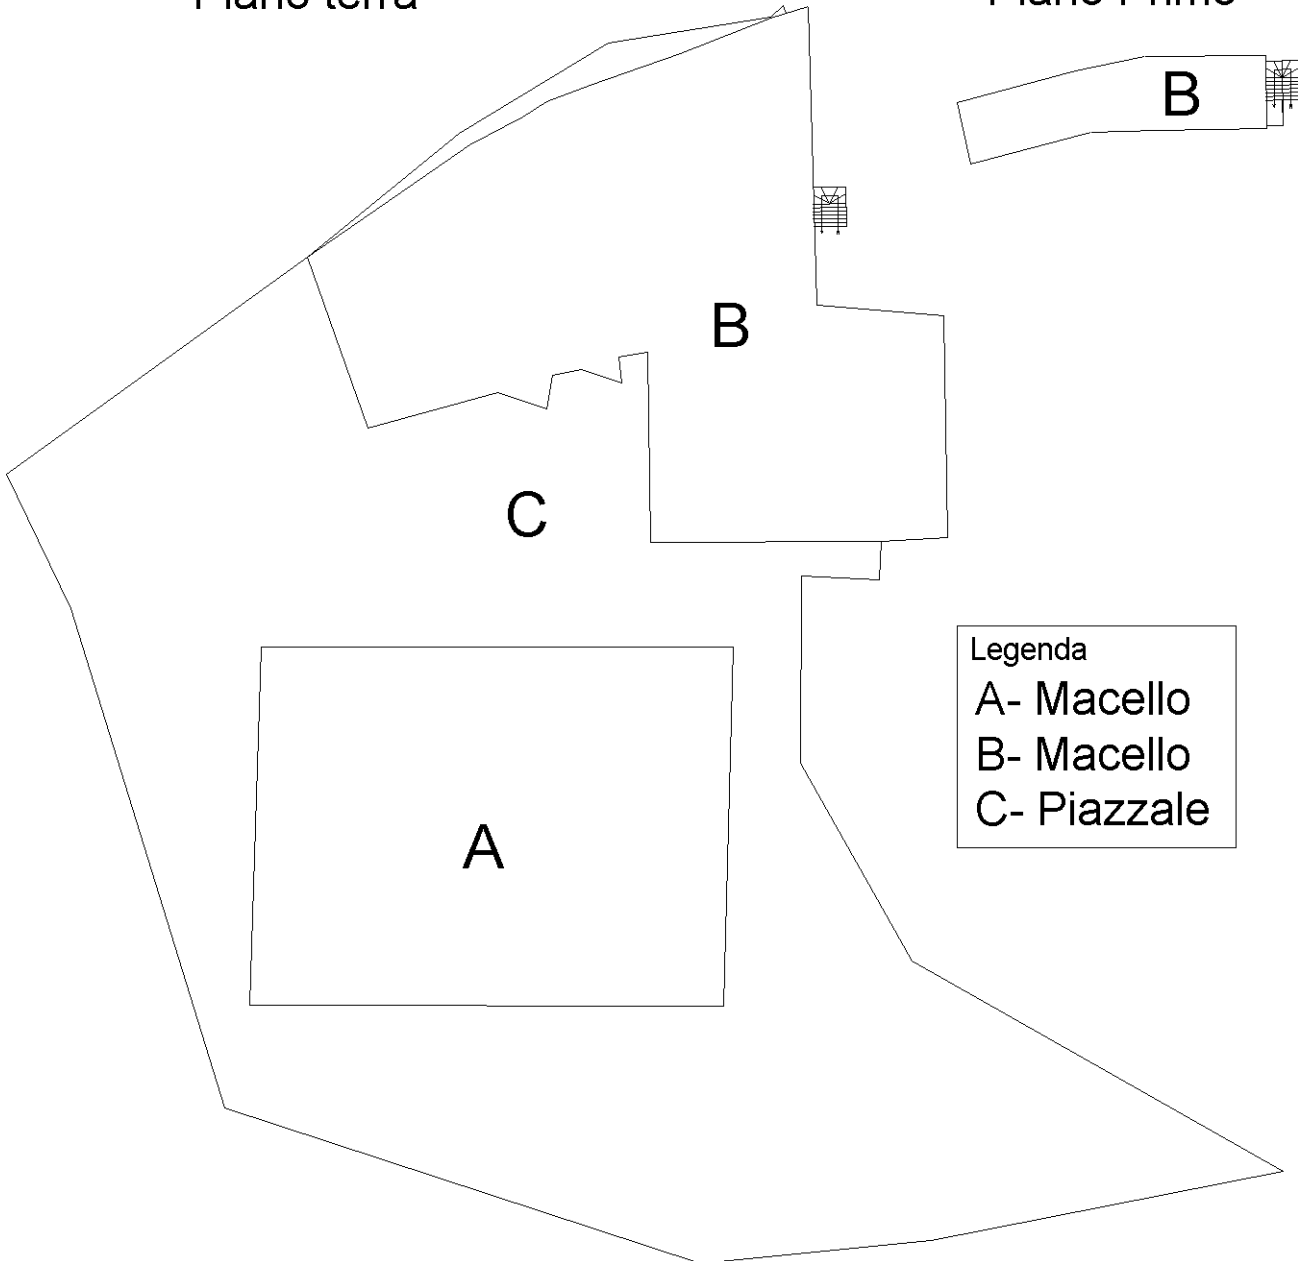 Piano terra
Piano Primo
B
B
C
A
Legenda
A- Macello
B- Macello
C- Piazzale